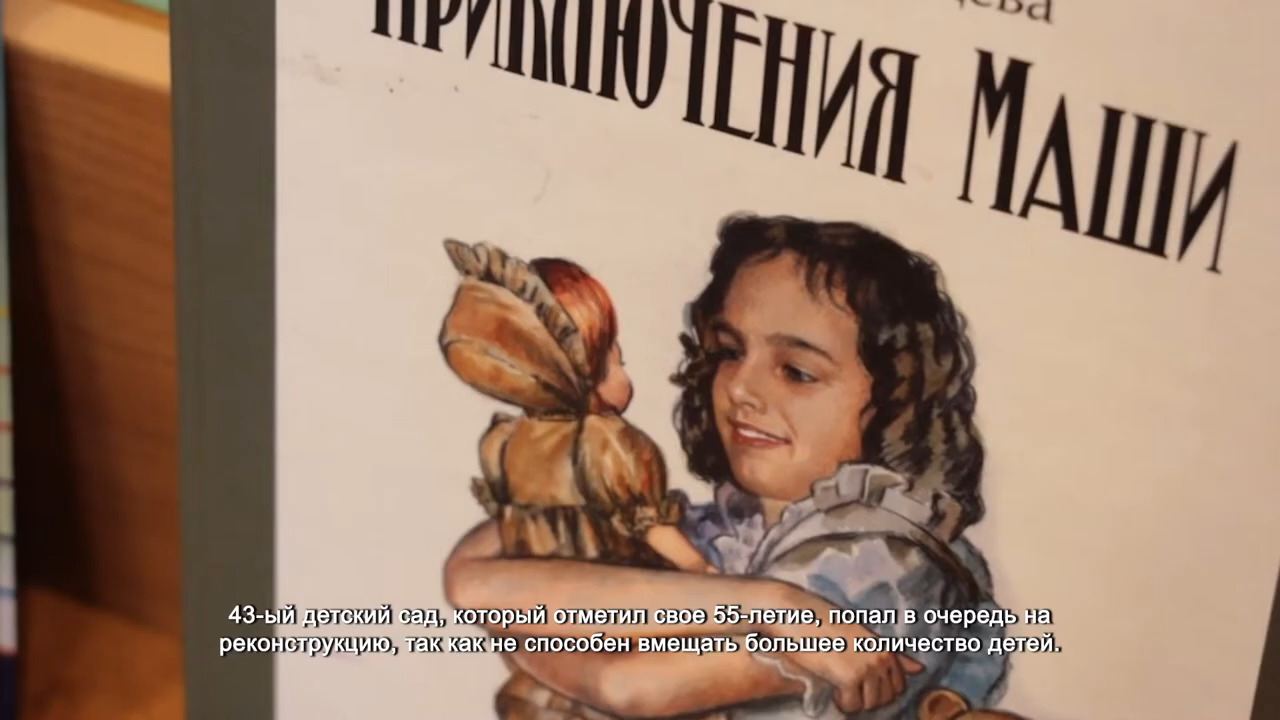 ПРИКЛЮЧЕНИЯ МАШИ
43-ый детский сад, который отметил свое 55-летие, попал в очередь на
реконструкцию, так как не способен вмещать большее количество детей.